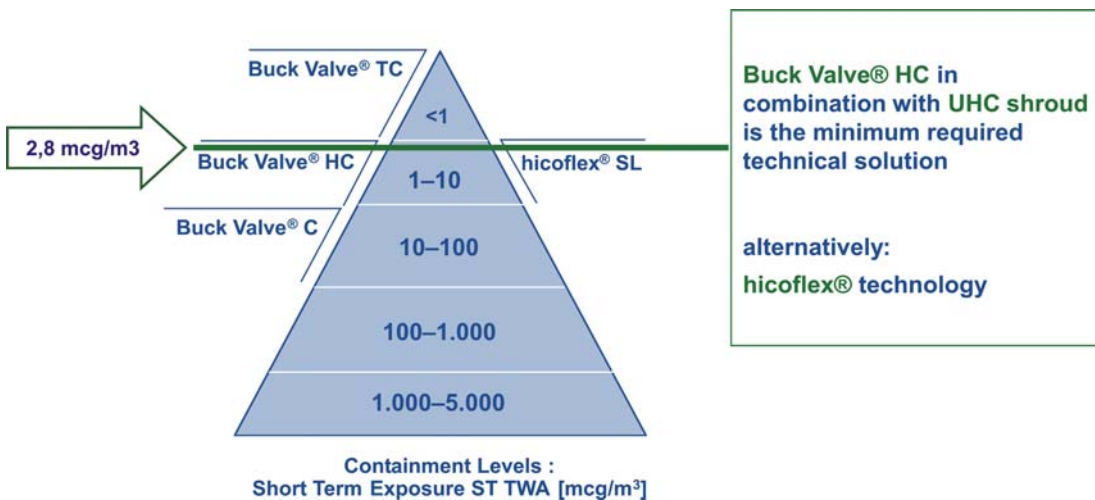 Buck Valve® TC
<1
2,8 mcg/m3
Buck Valve® HC
hicoflex® SL
1–10
Buck Valve® C
10–100
100–1.000
1.000–5.000
Containment Levels :
Short Term Exposure ST TWA [mcg/m³]
Buck Valve® HC in
combination with UHC shroud
is the minimum required
technical solution
alternatively:
hicoflex® technology